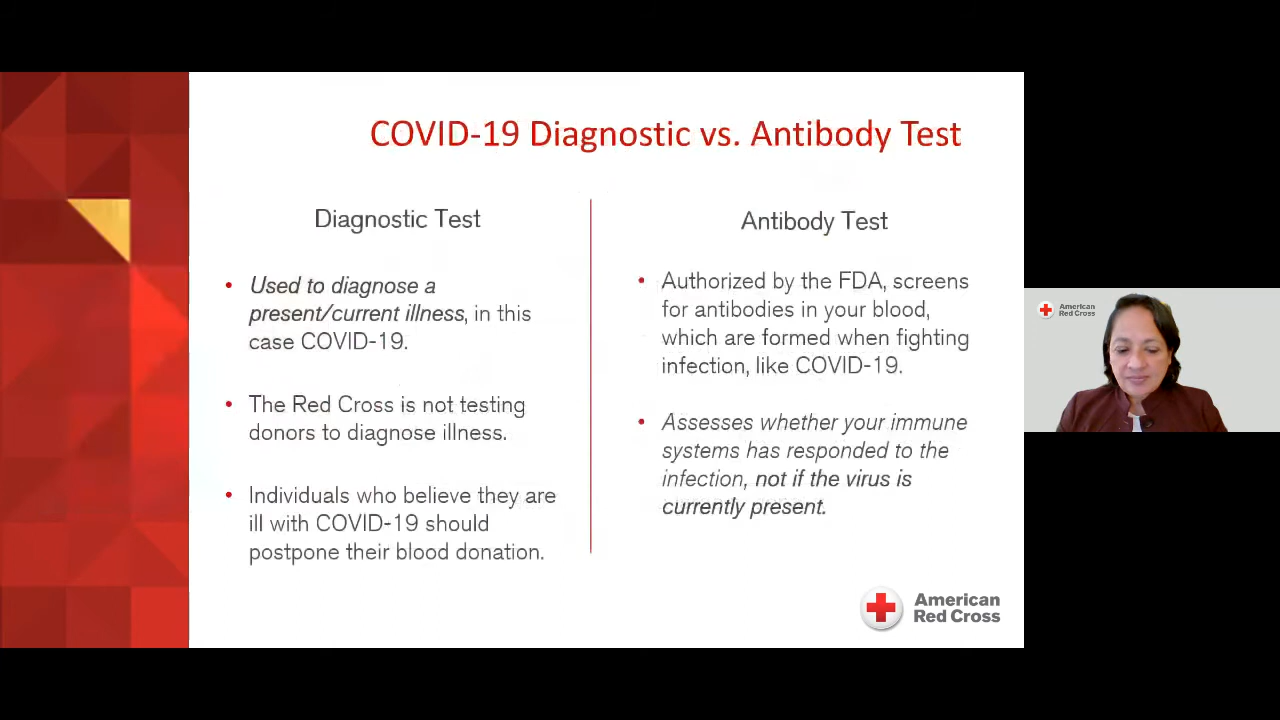 COVID-19 Diagnostic vs. Antibody Test
Diagnostic Test
• Used to diagnose a
present/current illness, in this
case COVID-19.
• The Red Cross is not testing
donors to diagnose illness.
• Individuals who believe they are
ill with COVID-19 should
postpone their blood donation.
Antibody Test
• Authorized by the FDA, screens
for antibodies in your blood,
which are formed when fighting
infection, like COVID-19.
• Assesses whether your immune
systems has responded to the
infection, not if the virus is
currently present.
American
Red Cross
American
Red Cross